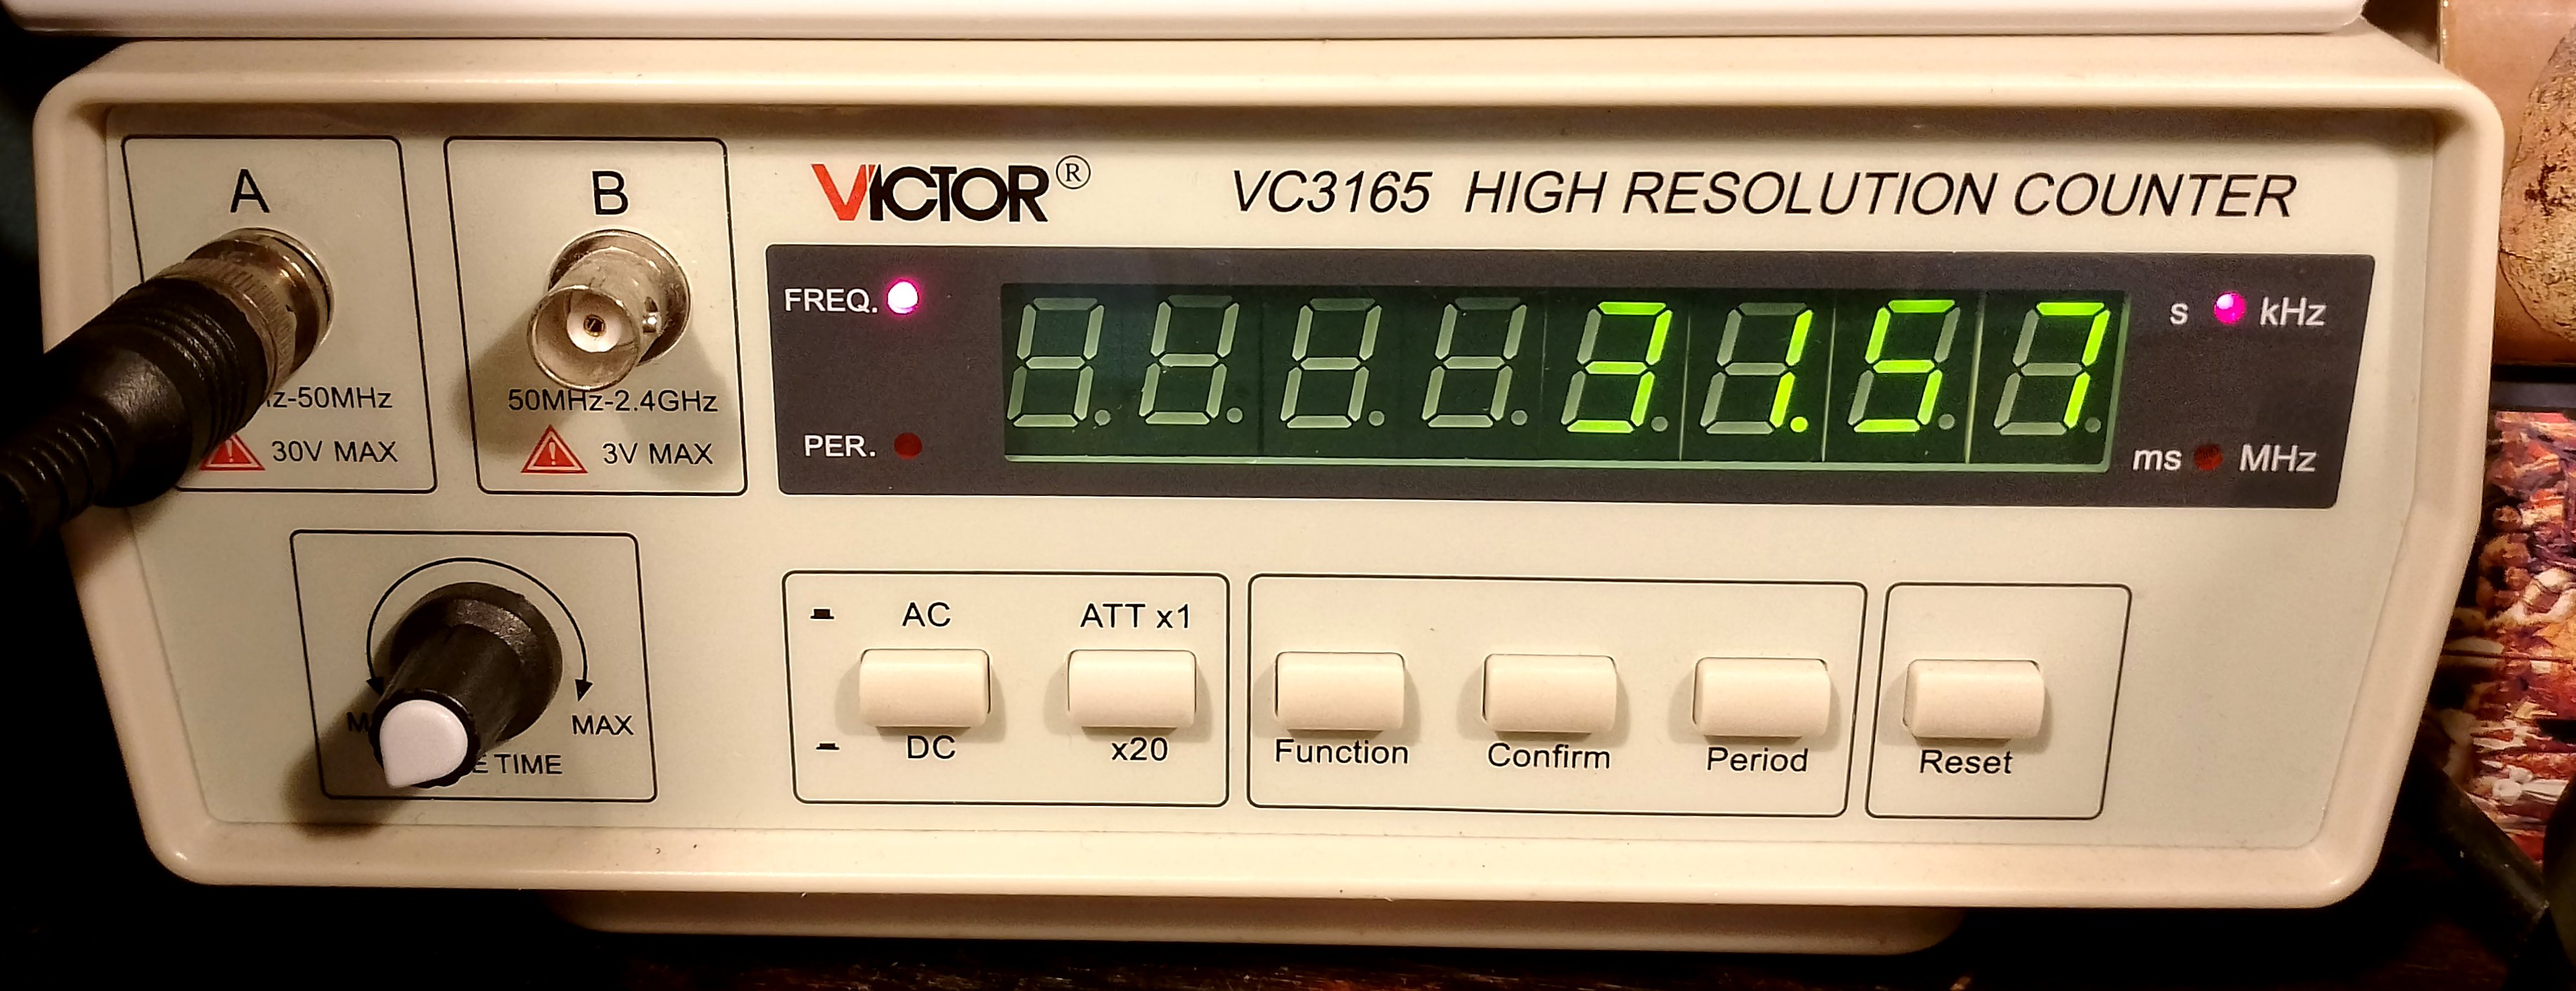 A
B
VICTOR®
VC3165 HIGH RESOLUTION COUNTER
FREQ.
31.57
s kHz
z-50MHz
50MHz-2.4GHz
30V MAX
3V MAX
PER.
ms MHz
AC
ATT x1
MAX
DC
x20
Function
Confirm
Period
Reset
E TIME